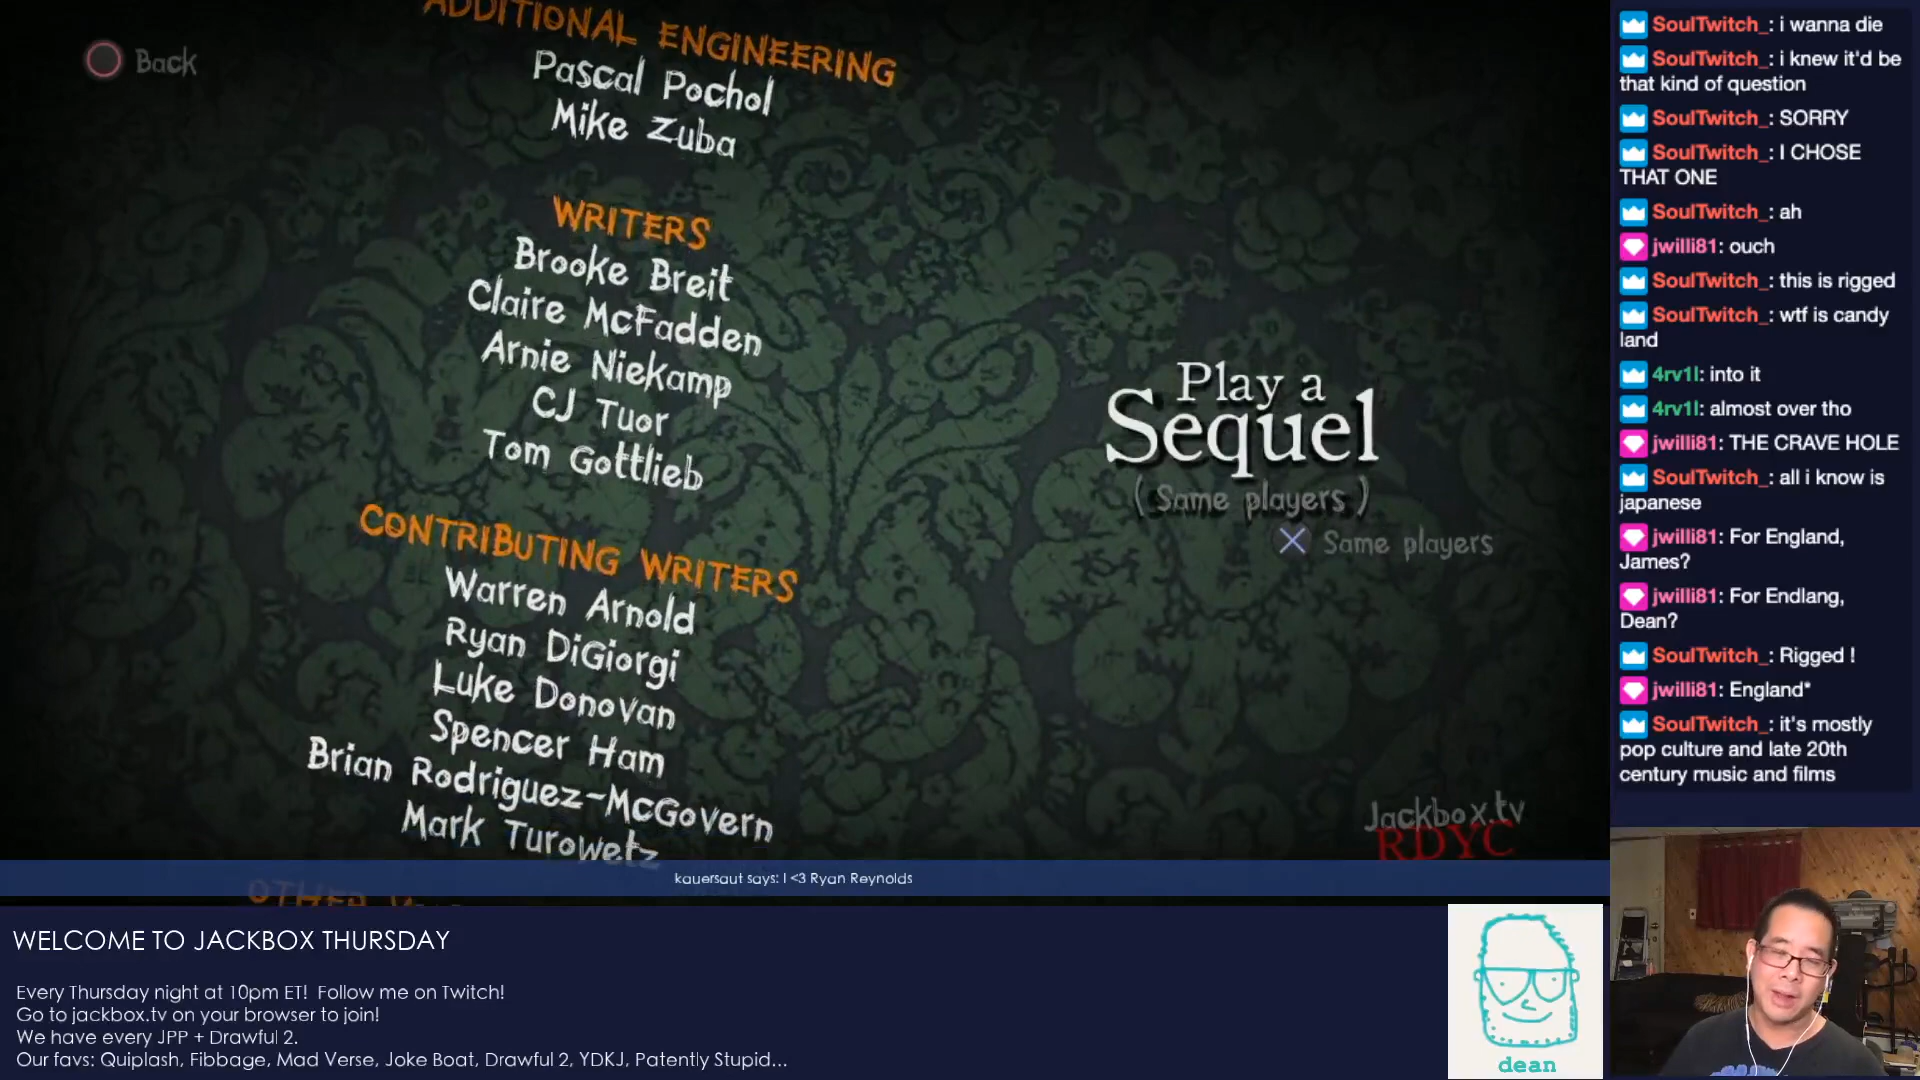 ADDITIONAL ENGINEERING
Back
Pascal Pochol
Mike Zuba
WRITERS
Brooke Breit
Claire McFadden
Arnie Niekamp
CJ Tuor
Tom Gottlieb
CONTRIBUTING WRITERS
Warren Arnold
Ryan DiGiorgi
Luke Donovan
Spencer Ham
Brian Rodriguez-McGovern
Mark Turowetz
OTHER
Play a
Sequel
(Same players)
Same players
Jackbox.tv
RDYC
kauersaut says: I <3 Ryan Reynolds
WELCOME TO JACKBOX THURSDAY
Every Thursday night at 10pm ET! Follow me on Twitch!
Go to jackbox.tv on your browser to join!
We have every JPP + Drawful 2.
Our favs: Quiplash, Fibbage, Mad Verse, Joke Boat, Drawful 2, YDKJ, Patently Stupid...
dean
SoulTwitch_: i wanna die
SoulTwitch_: i knew it'd be
that kind of question
SoulTwitch_: SORRY
SoulTwitch_: I CHOSE
THAT ONE
SoulTwitch_: ah
jwilli81: ouch
SoulTwitch_: this is rigged
SoulTwitch_: wtf is candy
land
4rv1l: into it
4rv1l: almost over tho
jwilli81: THE CRAVE HOLE
SoulTwitch_: all i know is
japanese
jwilli81: For England,
James?
jwilli81: For Endlang,
Dean?
SoulTwitch_: Rigged !
jwilli81: England*
SoulTwitch_: it's mostly
pop culture and late 20th
century music and films